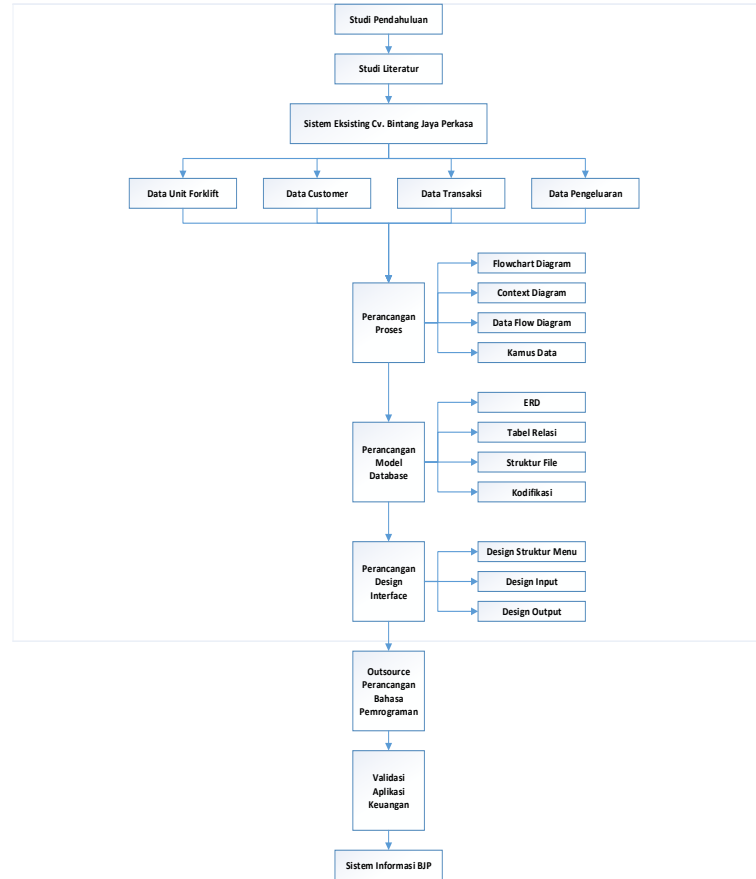 Studi Pendahuluan
Studi Literatur
Sistem Eksisting Cv. Bintang Jaya Perkasa
Data Unit Forklift
Data Customer
Data Transaksi
Data Pengeluaran
Perancangan
Proses
Flowchart Diagram
Context Diagram
Data Flow Diagram
Kamus Data
Perancangan
Model
Database
ERD
Tabel Relasi
Struktur File
Kodifikasi
Perancangan
Design
Interface
Design Struktur Menu
Design Input
Design Output
Outsource
Perancangan
Bahasa
Pemrograman
Validasi
Aplikasi
Keuangan
Sistem Informasi BJP